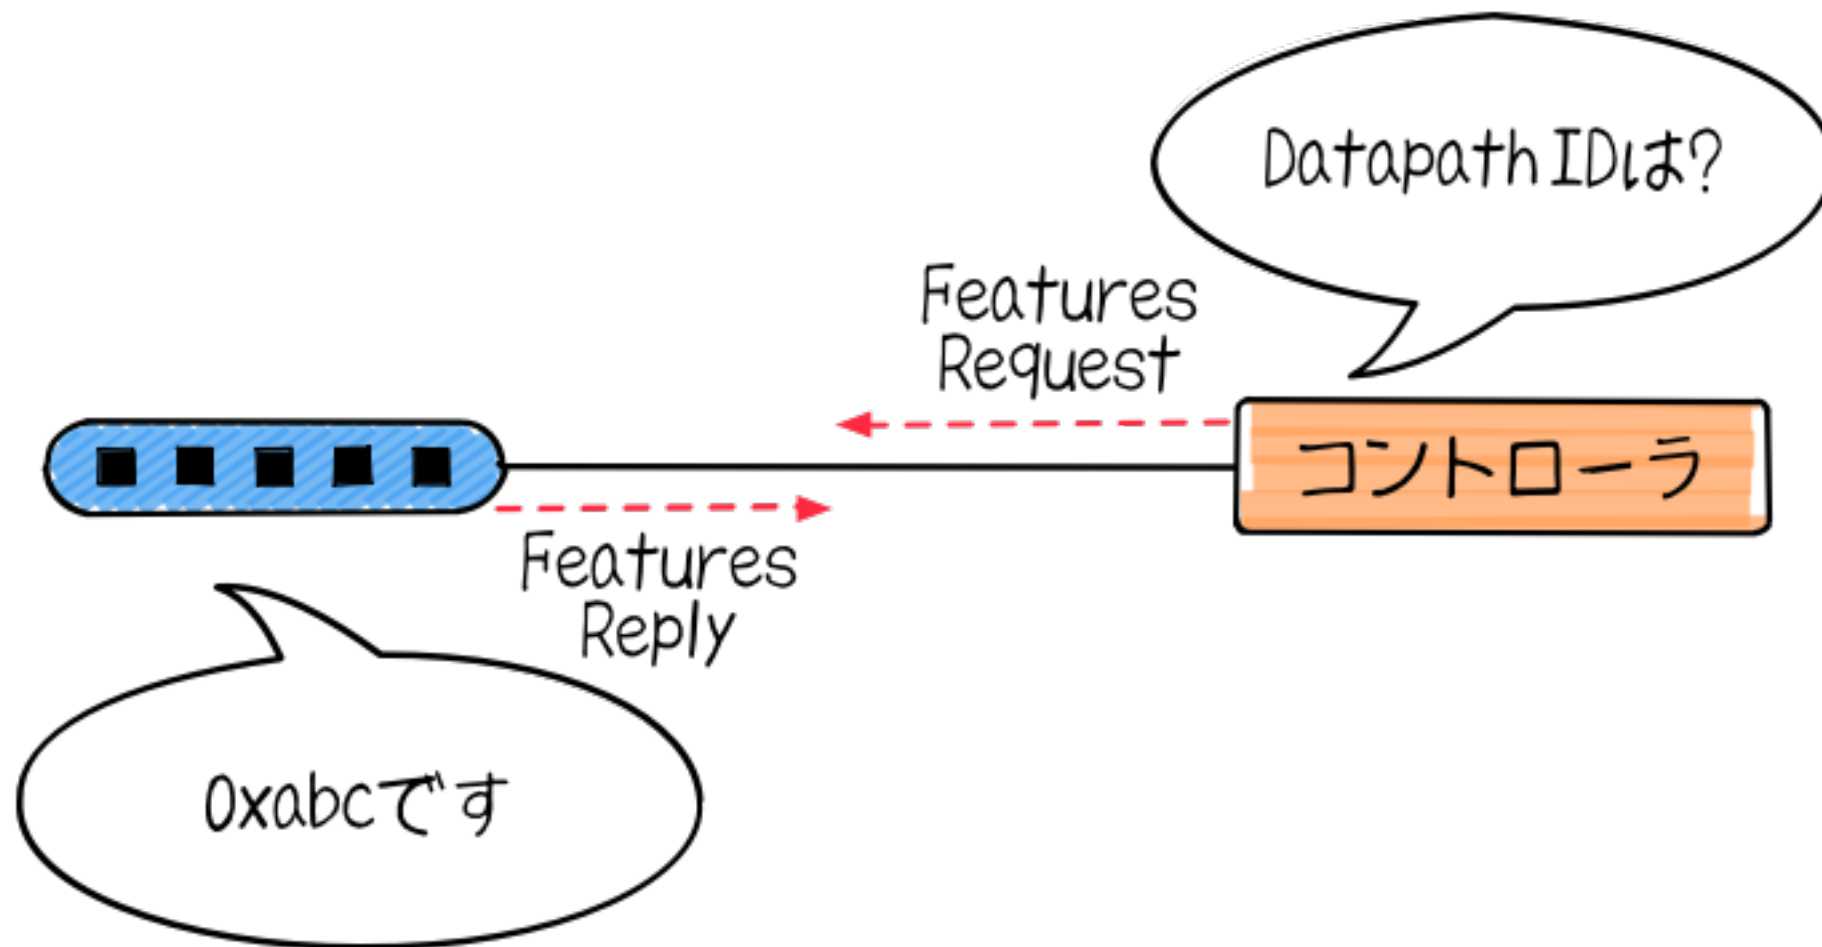 Datapath IDは?
Features
Request
コントローラ
Features
Reply
0xabcです